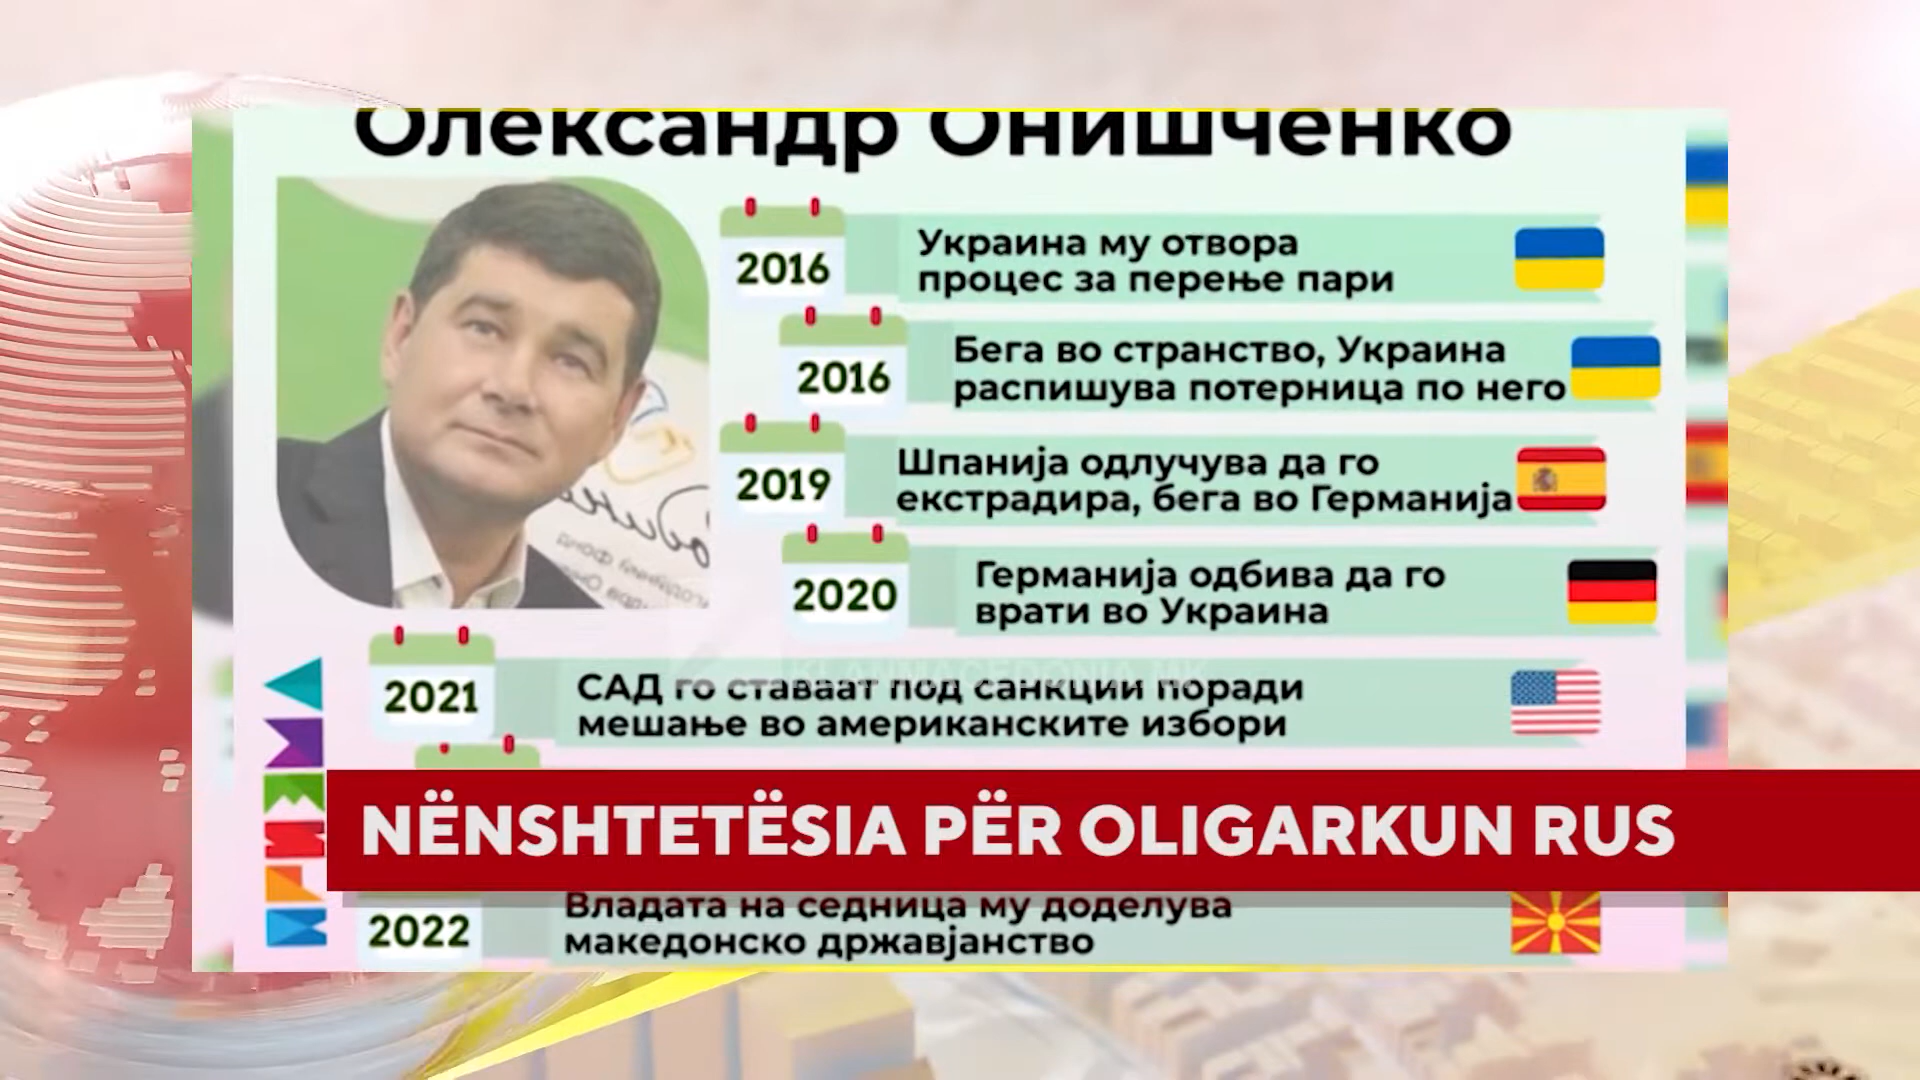 Олександр Онишченко
2016
Украина му отвора
процес за перење пари
2016
Бега во странство, Украина
распишува потерница по него
2019
Шпанија одлучува да го
екстрадира, бега во Германија
2020
Германија одбива да го
врати во Украина
2021
САД го ставаат под санкции поради
мешање во американските избори
KLANMACEDONIA.MK
NËNSHTETËSIA PËR OLIGARKUN RUS
2022
Владата на седница му доделува
македонско државјанство